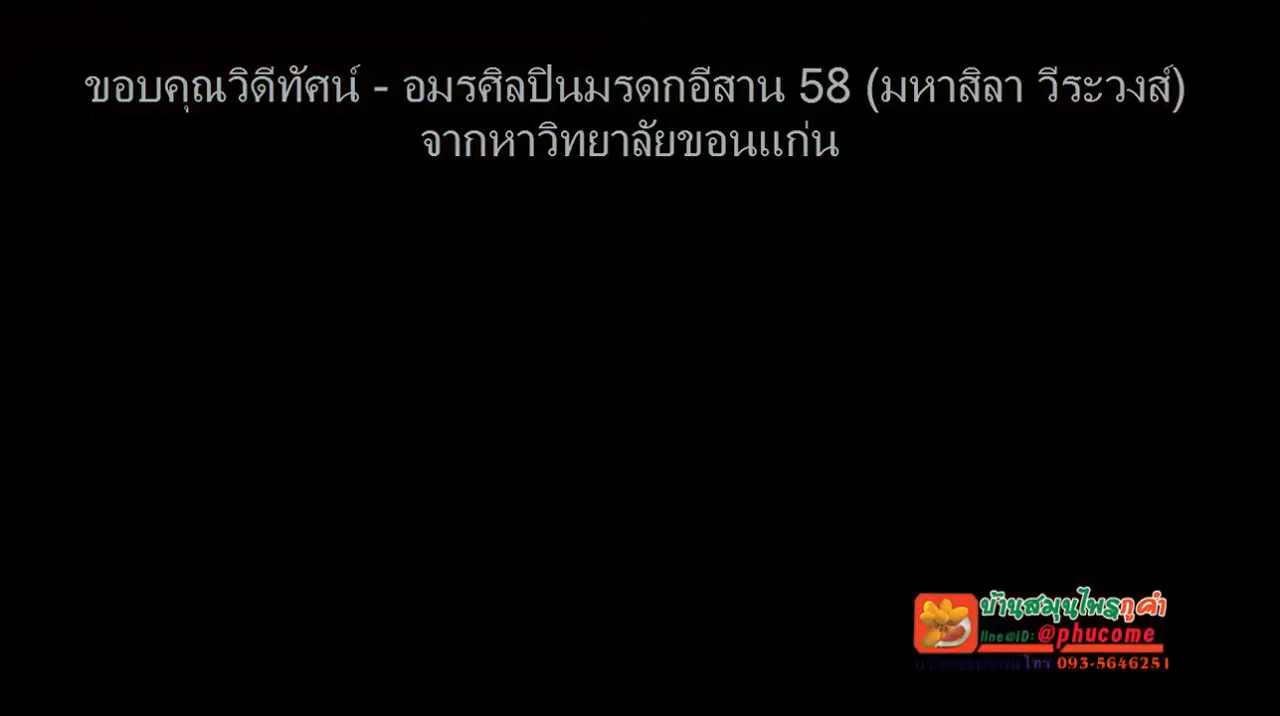 ขอบคุณวิดีทัศน์ - อมรศิลปินมรดกอีสาน 58 (มหาสิลา วีระวงส์)
จากหาวิทยาลัยขอนแก่น
บ้านสมุนไพรภูคำ
line@ID: @phucome
โทร 093-5646251